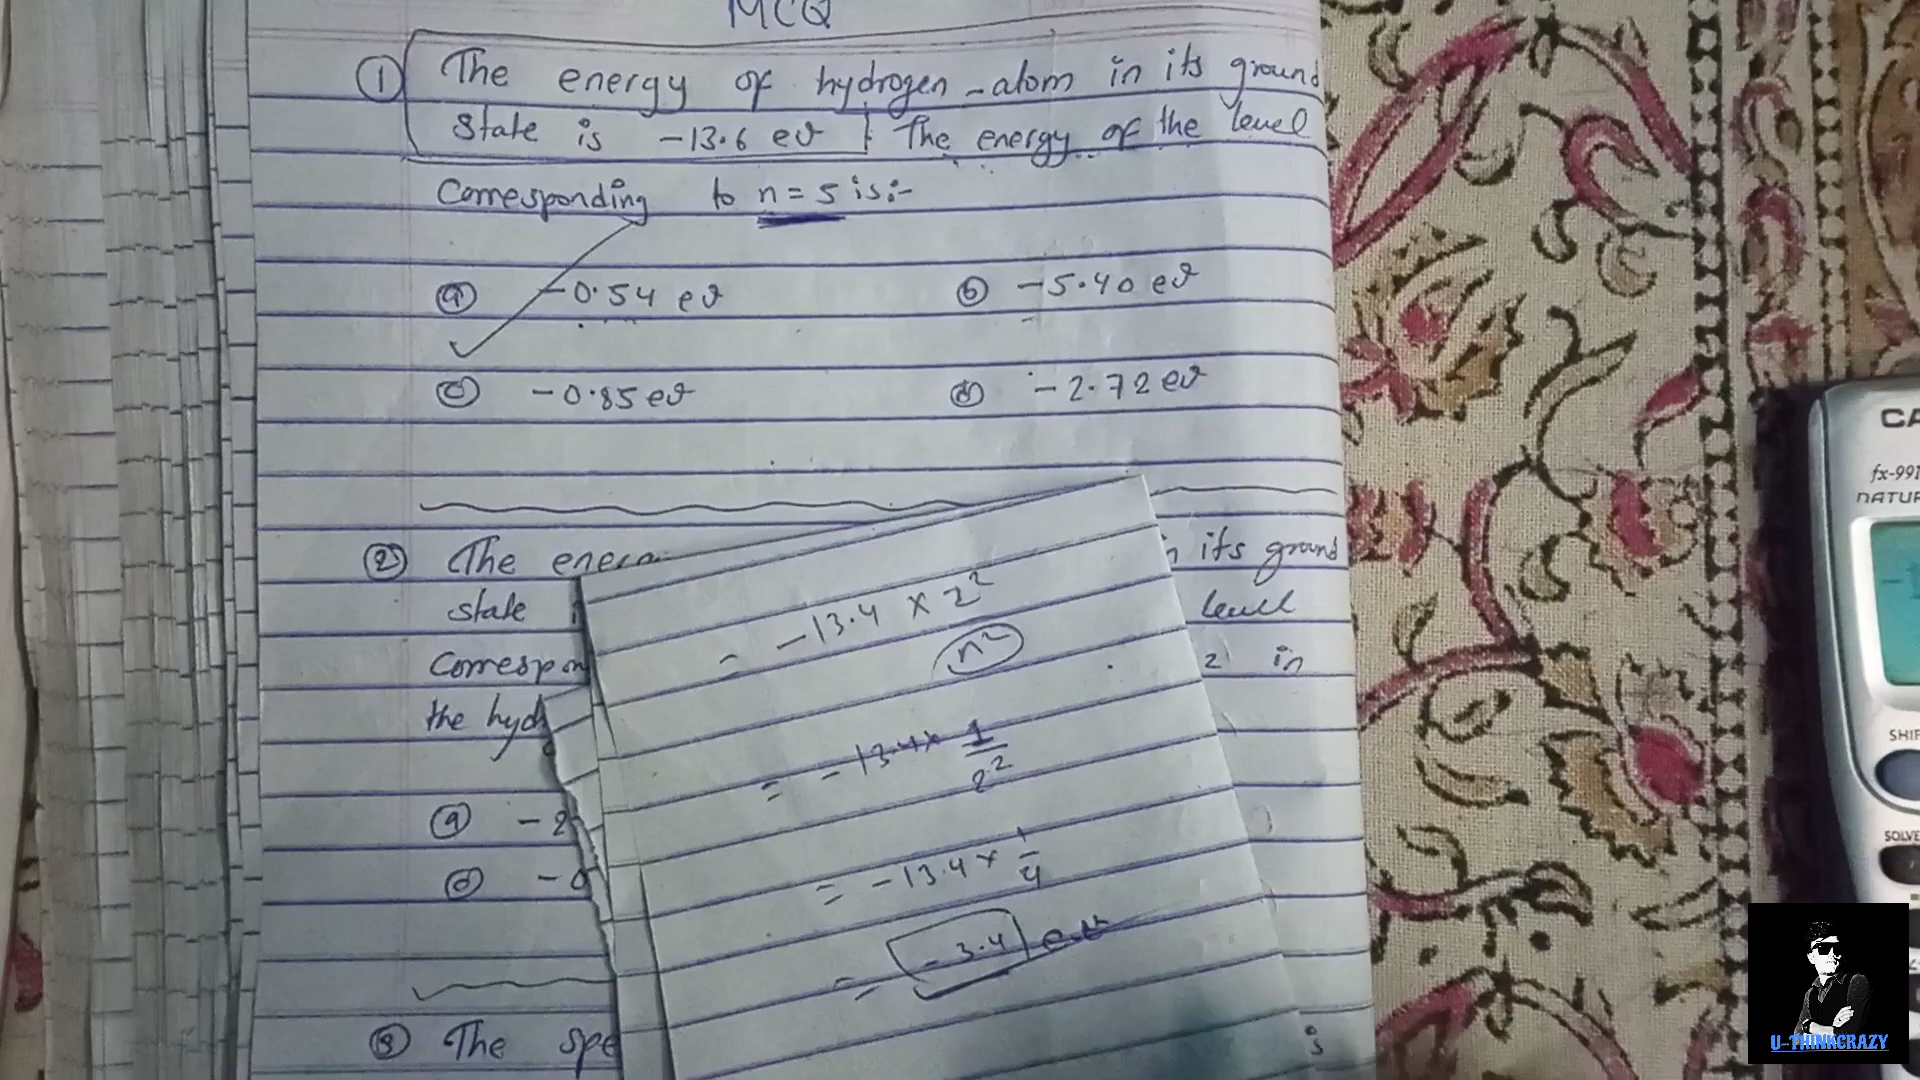 MCQ
① The energy of hydrogen-atom in its ground
state is -13.6 eV. The energy of the level
Corresponding to n=5 is:-
ⓐ -0.54 eV ⓑ -5.40 eV
ⓒ -0.85 eV ⓓ -2.72 eV
② The ener its ground
state level
Correspon 2 in
the hyd
ⓐ -2
ⓓ -0
③ The spe is
= -13.4 × 2²
n²
= -13.4 × 1/2²
= -13.4 × 1/4
= -3.4 eV
CA
fx-991
NATUR
SHIF
SOLVE
U-THINKCRAZY